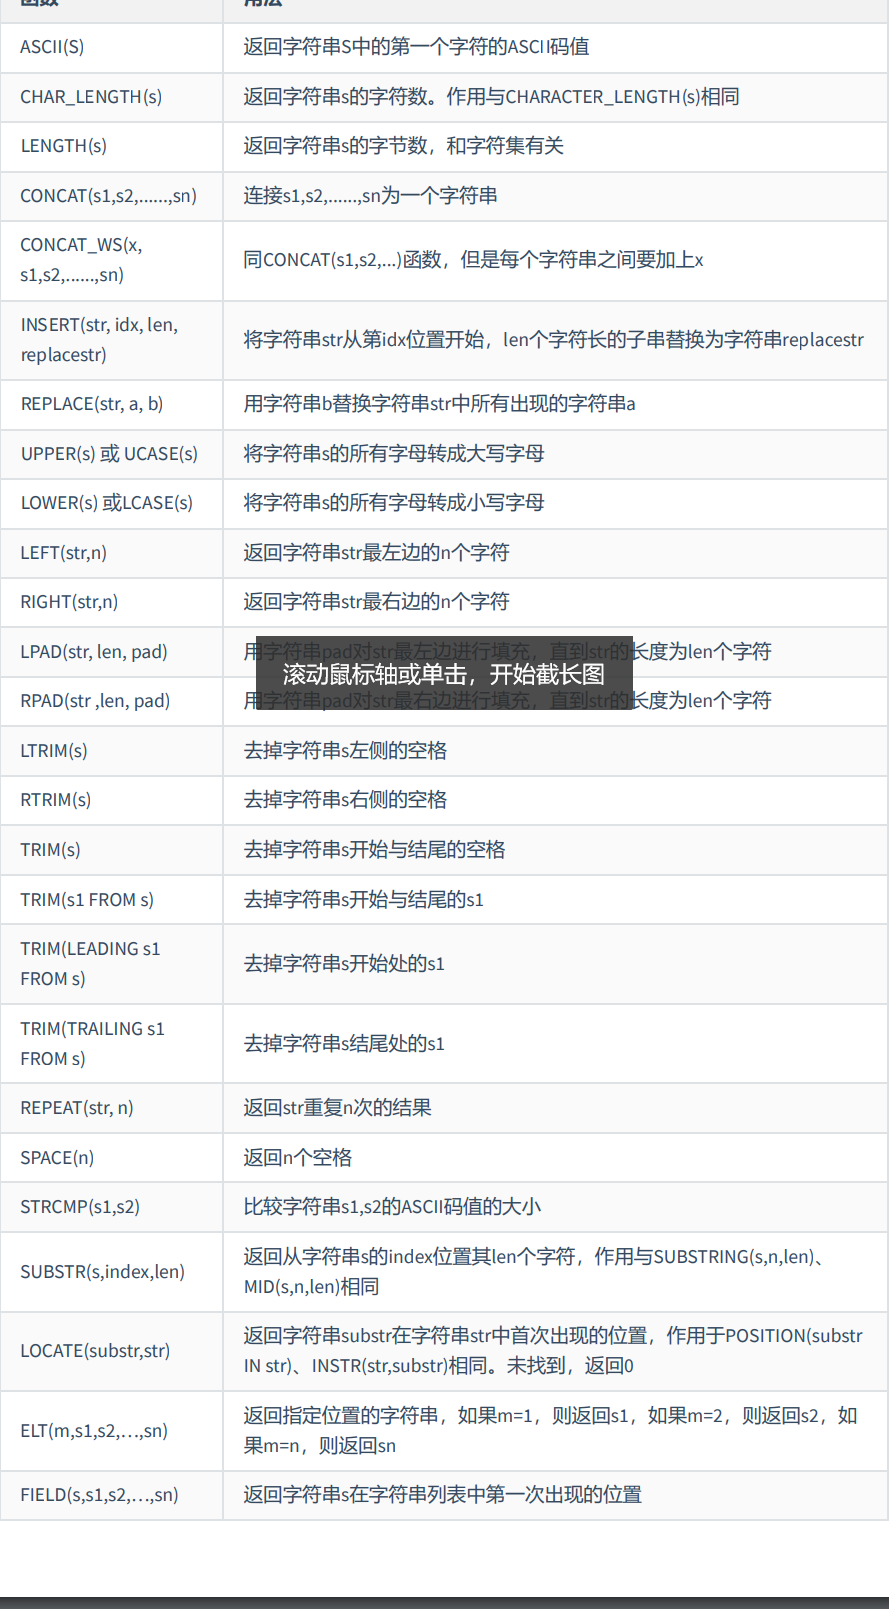 函数 用法
ASCII(S) 返回字符串S中的第一个字符的ASCII码值
CHAR_LENGTH(s) 返回字符串s的字符数。作用与CHARACTER_LENGTH(s)相同
LENGTH(s) 返回字符串s的字节数，和字符集有关
CONCAT(s1,s2,......,sn) 连接s1,s2,......,sn为一个字符串
CONCAT_WS(x,
s1,s2,......,sn)
同CONCAT(s1,s2,...)函数，但是每个字符串之间要加上x
INSERT(str, idx, len,
replacestr)
将字符串str从第idx位置开始，len个字符长的子串替换为字符串replacestr
REPLACE(str, a, b) 用字符串b替换字符串str中所有出现的字符串a
UPPER(s) 或 UCASE(s) 将字符串s的所有字母转成大写字母
LOWER(s) 或LCASE(s) 将字符串s的所有字母转成小写字母
LEFT(str,n) 返回字符串str最左边的n个字符
RIGHT(str,n) 返回字符串str最右边的n个字符
LPAD(str, len, pad) 用字符串pad对str最左边进行填充，直到str的长度为len个字符
滚动鼠标轴或单击，开始截长图
RPAD(str ,len, pad) 用字符串pad对str最右边进行填充，直到str的长度为len个字符
LTRIM(s) 去掉字符串s左侧的空格
RTRIM(s) 去掉字符串s右侧的空格
TRIM(s) 去掉字符串s开始与结尾的空格
TRIM(s1 FROM s) 去掉字符串s开始与结尾的s1
TRIM(LEADING s1
FROM s)
去掉字符串s开始处的s1
TRIM(TRAILING s1
FROM s)
去掉字符串s结尾处的s1
REPEAT(str, n) 返回str重复n次的结果
SPACE(n) 返回n个空格
STRCMP(s1,s2) 比较字符串s1,s2的ASCII码值的大小
SUBSTR(s,index,len)
返回从字符串s的index位置其len个字符，作用与SUBSTRING(s,n,len)、
MID(s,n,len)相同
LOCATE(substr,str)
返回字符串substr在字符串str中首次出现的位置，作用于POSITION(substr
IN str)、INSTR(str,substr)相同。未找到，返回0
ELT(m,s1,s2,…,sn)
返回指定位置的字符串，如果m=1，则返回s1，如果m=2，则返回s2，如
果m=n，则返回sn
FIELD(s,s1,s2,…,sn) 返回字符串s在字符串列表中第一次出现的位置